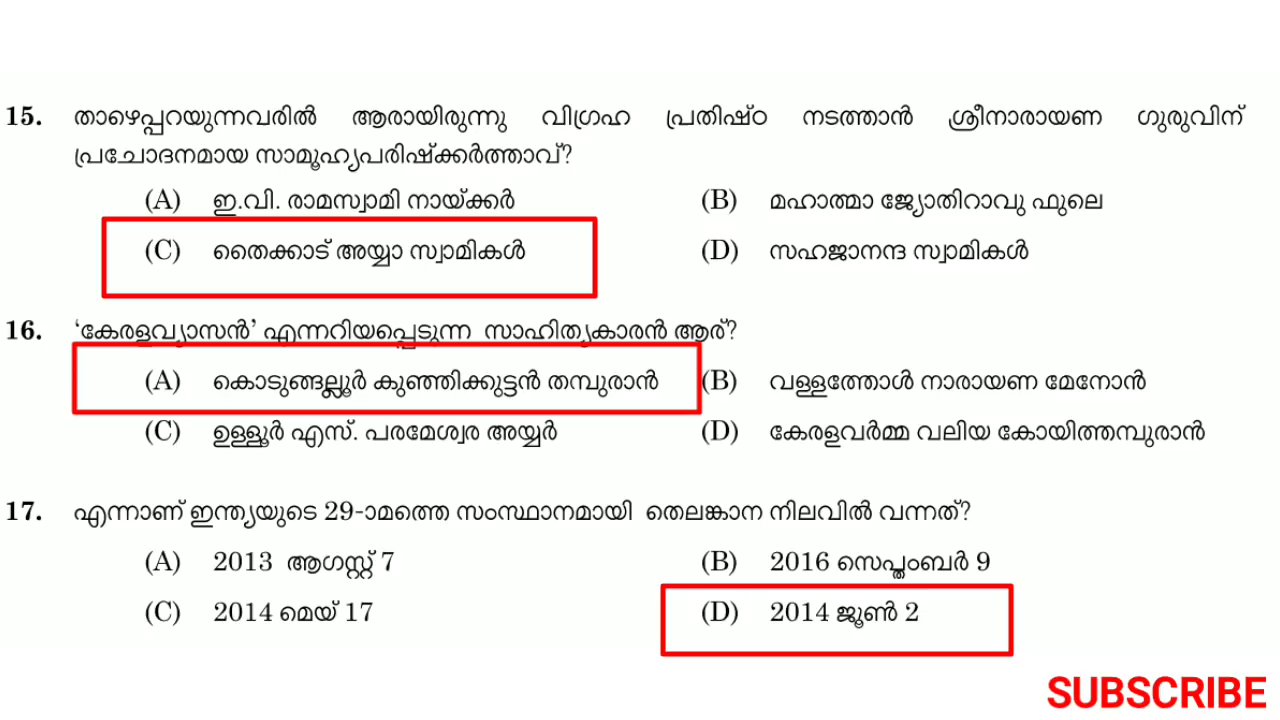 15. താഴെപ്പറയുന്നവരിൽ ആരായിരുന്നു വിഗ്രഹ പ്രതിഷ്ഠ നടത്താൻ ശ്രീനാരായണ ഗുരുവിന്
പ്രചോദനമായ സാമൂഹ്യപരിഷ്ക്കർത്താവ്?
(A) ഇ.വി. രാമസ്വാമി നായ്ക്കർ (B) മഹാത്മാ ജ്യോതിറാവു ഫുലെ
(C) തൈക്കാട് അയ്യാ സ്വാമികൾ (D) സഹജാനന്ദ സ്വാമികൾ
16. ‘കേരളവ്യാസൻ’ എന്നറിയപ്പെടുന്ന സാഹിത്യകാരൻ ആര്?
(A) കൊടുങ്ങല്ലൂർ കുഞ്ഞിക്കുട്ടൻ തമ്പുരാൻ (B) വള്ളത്തോൾ നാരായണ മേനോൻ
(C) ഉള്ളൂർ എസ്. പരമേശ്വര അയ്യർ (D) കേരളവർമ്മ വലിയ കോയിത്തമ്പുരാൻ
17. എന്നാണ് ഇന്ത്യയുടെ 29-ാമത്തെ സംസ്ഥാനമായി തെലങ്കാന നിലവിൽ വന്നത്?
(A) 2013 ആഗസ്റ്റ് 7 (B) 2016 സെപ്തംബർ 9
(C) 2014 മെയ് 17 (D) 2014 ജൂൺ 2
SUBSCRIBE